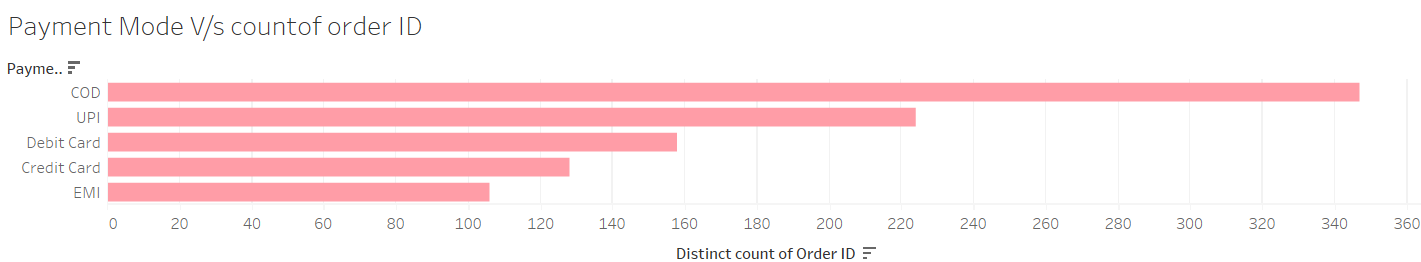 Payment Mode V/s countof order ID
Payme..
COD
UPI
Debit Card
Credit Card
EMI
0 20 40 60 80 100 120 140 160 180 200 220 240 260 280 300 320 340 360
Distinct count of Order ID